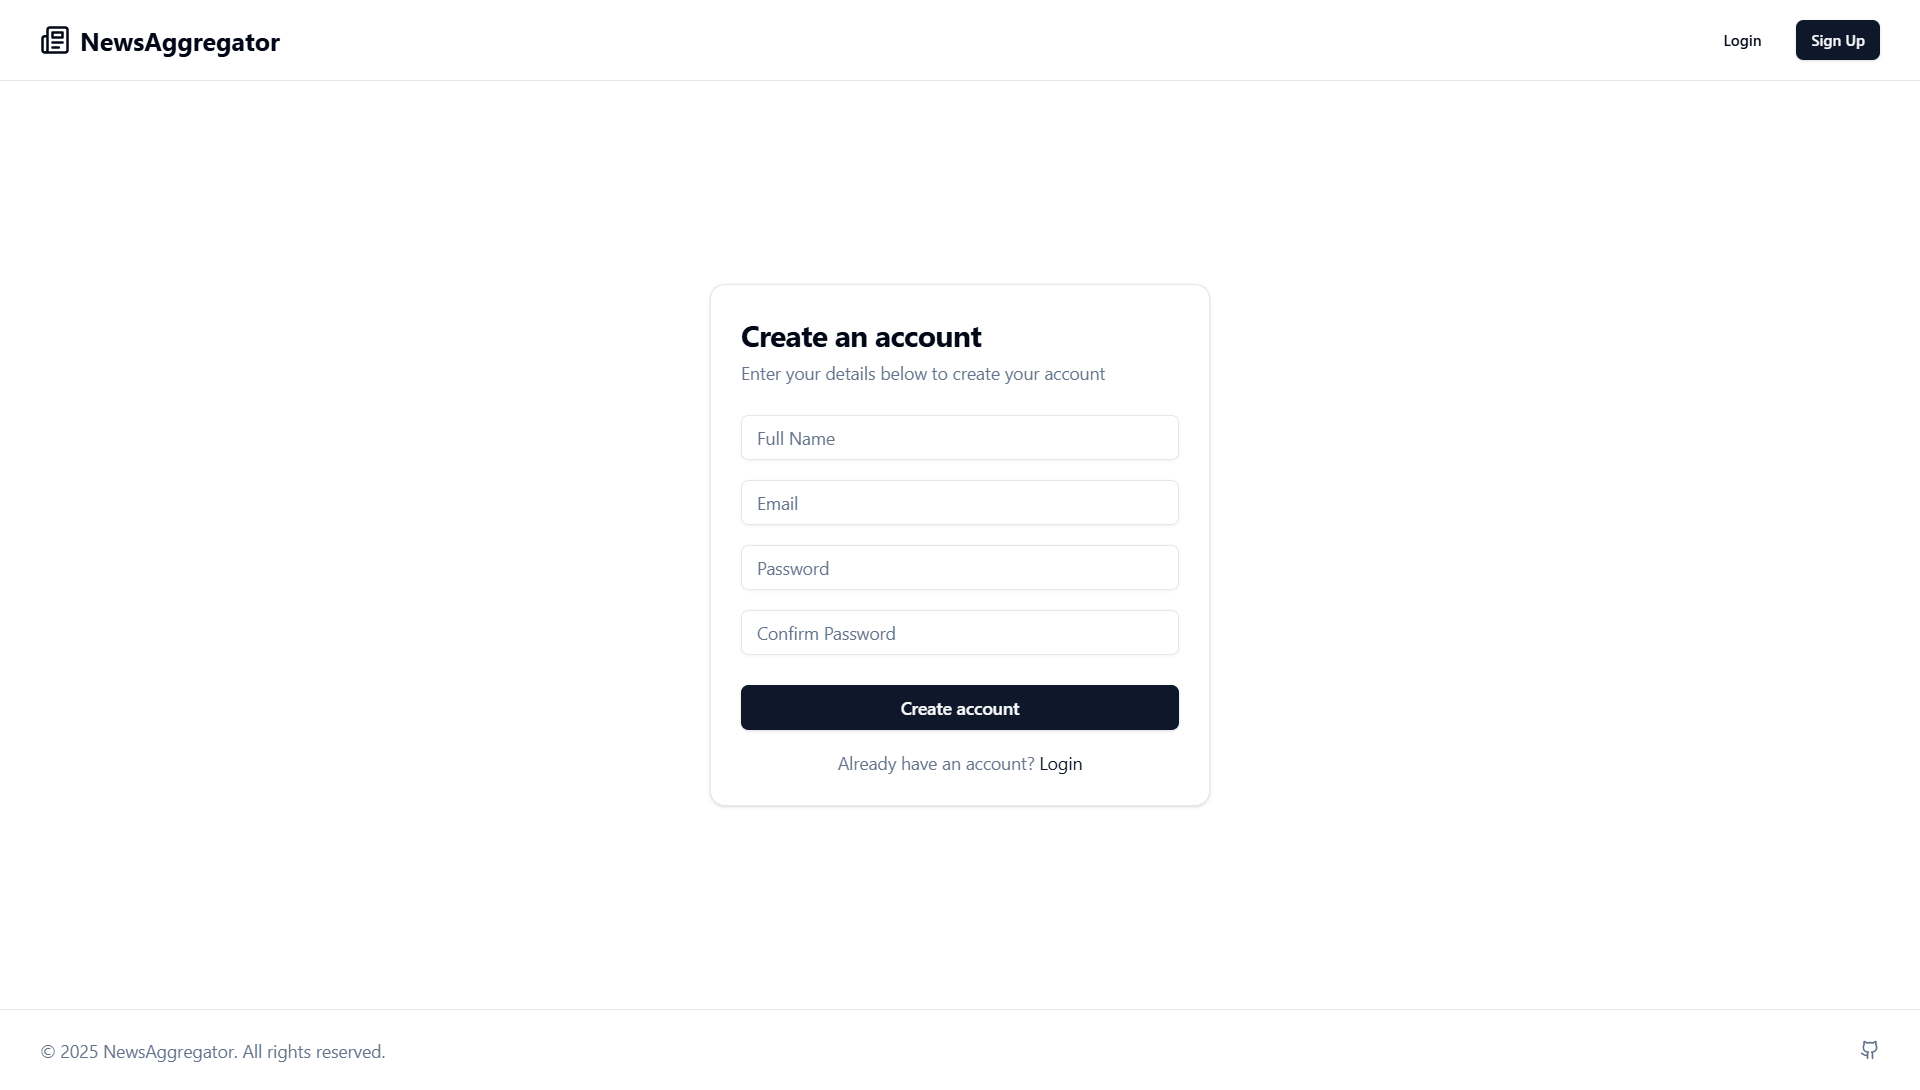 NewsAggregator
Login
Sign Up
Create an account
Enter your details below to create your account
Full Name
Email
Password
Confirm Password
Create account
Already have an account? Login
© 2025 NewsAggregator. All rights reserved.